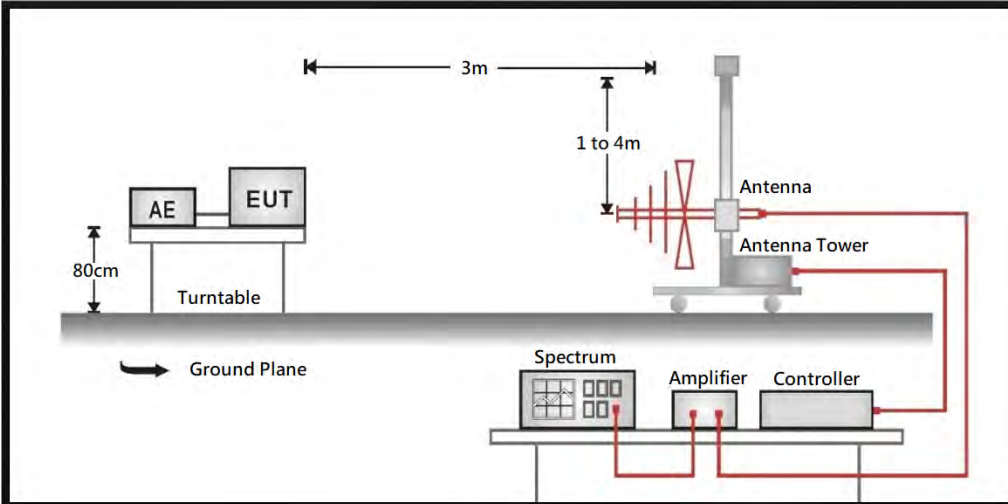 3m
1 to 4m
AE
EUT
Antenna
Antenna Tower
80cm
Turntable
Ground Plane
Spectrum
Amplifier
Controller